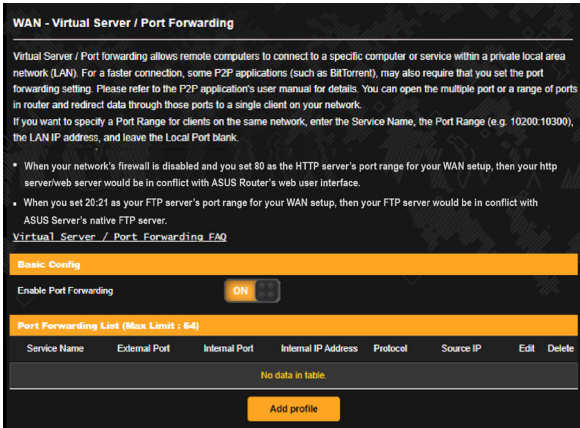 WAN - Virtual Server / Port Forwarding
Virtual Server / Port forwarding allows remote computers to connect to a specific computer or service within a private local area
network (LAN). For a faster connection, some P2P applications (such as BitTorrent), may also require that you set the port
forwarding setting. Please refer to the P2P application's user manual for details. You can open the multiple port or a range of ports
in router and redirect data through those ports to a single client on your network.
If you want to specify a Port Range for clients on the same network, enter the Service Name, the Port Range (e.g. 10200:10300),
the LAN IP address, and leave the Local Port blank.
• When your network's firewall is disabled and you set 80 as the HTTP server's port range for your WAN setup, then your http
server/web server would be in conflict with ASUS Router's web user interface.
• When you set 20:21 as your FTP server's port range for your WAN setup, then your FTP server would be in conflict with
ASUS Server's native FTP server.
Virtual Server / Port Forwarding FAQ
Basic Config
Enable Port Forwarding ON
Port Forwarding List (Max Limit : 64)
Service Name External Port Internal Port Internal IP Address Protocol Source IP Edit Delete
No data in table.
Add profile